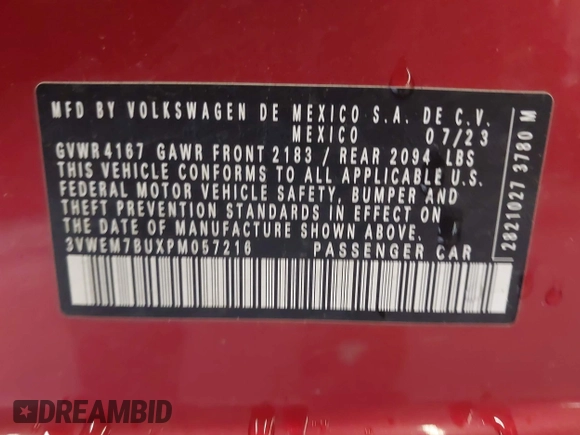 MFD BY VOLKSWAGEN DE MEXICO S.A. DE C.V.
MEXICO 07/23
GVWR 4167 GAWR FRONT 2183 / REAR 2094 LBS
THIS VEHICLE CONFORMS TO ALL APPLICABLE U.S.
FEDERAL MOTOR VEHICLE SAFETY, BUMPER AND
THEFT PREVENTION STANDARDS IN EFFECT ON
THE DATE OF MANUFACTURE SHOWN ABOVE.
3VWEM7BUXPM057216 PASSENGER CAR
2621027 3780 M
DREAMBID